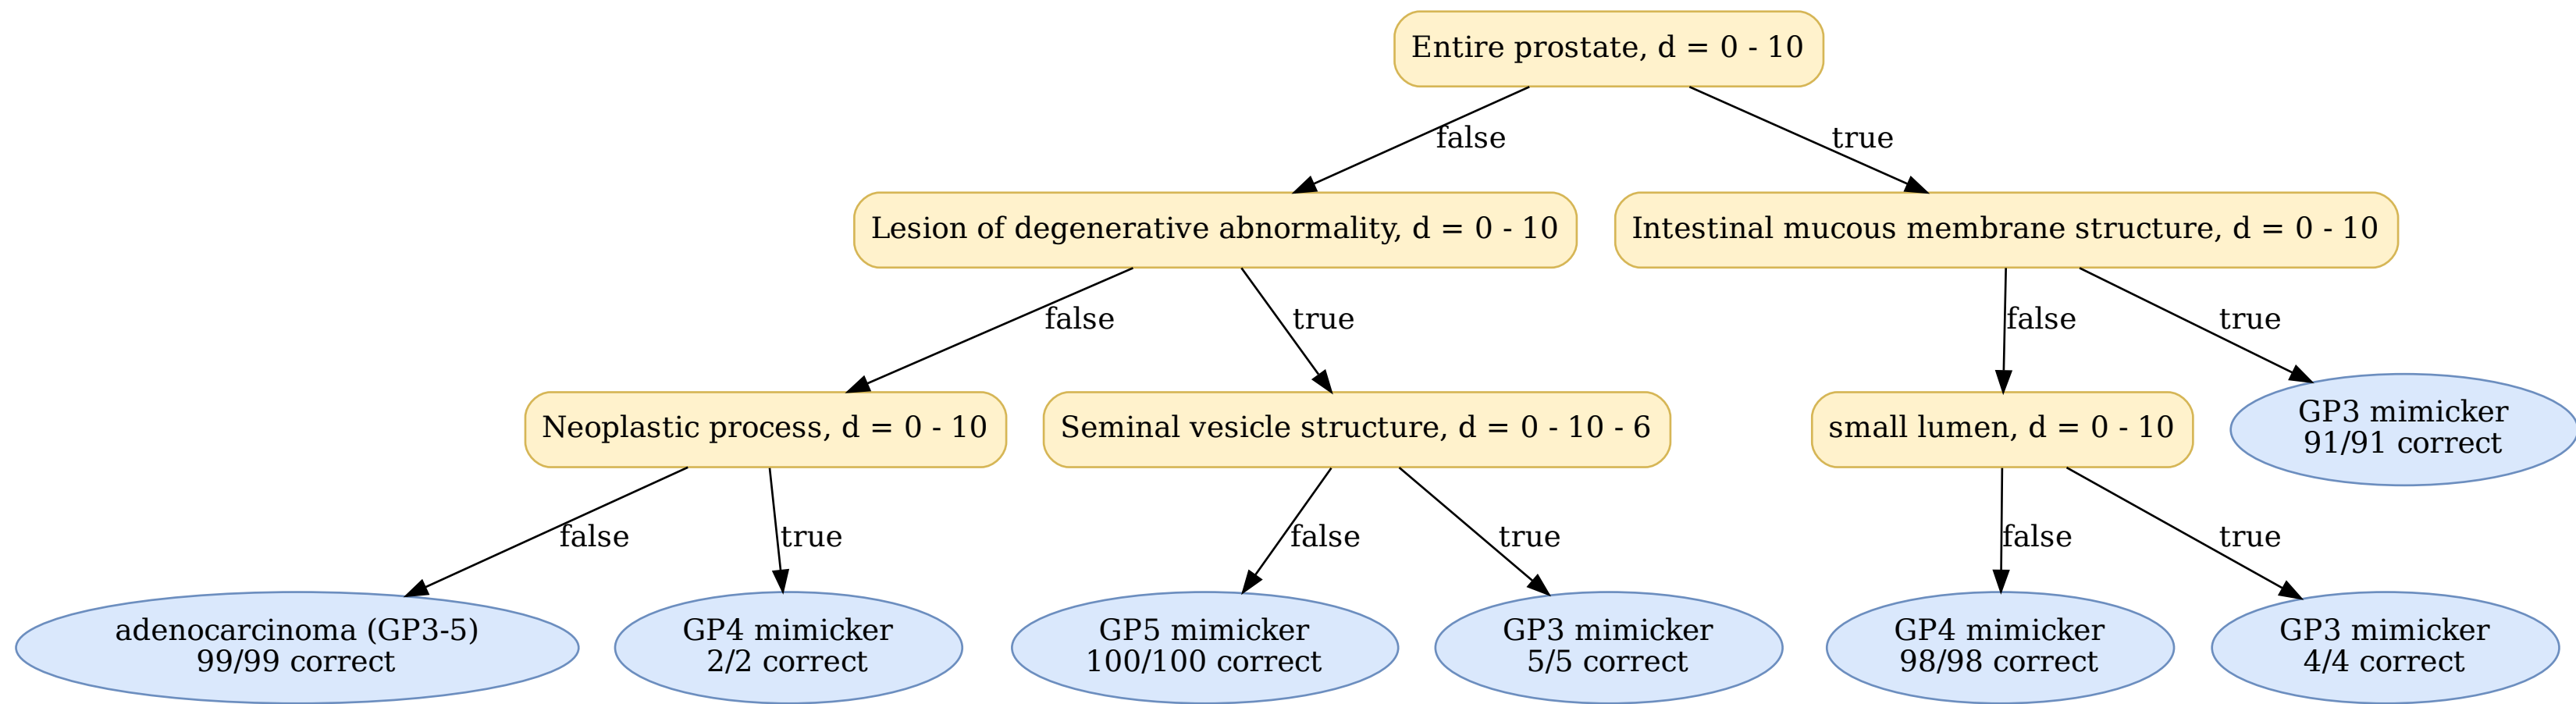 Entire prostate, d = 0 - 10
false
true
Lesion of degenerative abnormality, d = 0 - 10
Intestinal mucous membrane structure, d = 0 - 10
false
true
false
true
Neoplastic process, d = 0 - 10
Seminal vesicle structure, d = 0 - 10 - 6
small lumen, d = 0 - 10
GP3 mimicker
91/91 correct
false
true
false
true
false
true
adenocarcinoma (GP3-5)
99/99 correct
GP4 mimicker
2/2 correct
GP5 mimicker
100/100 correct
GP3 mimicker
5/5 correct
GP4 mimicker
98/98 correct
GP3 mimicker
4/4 correct